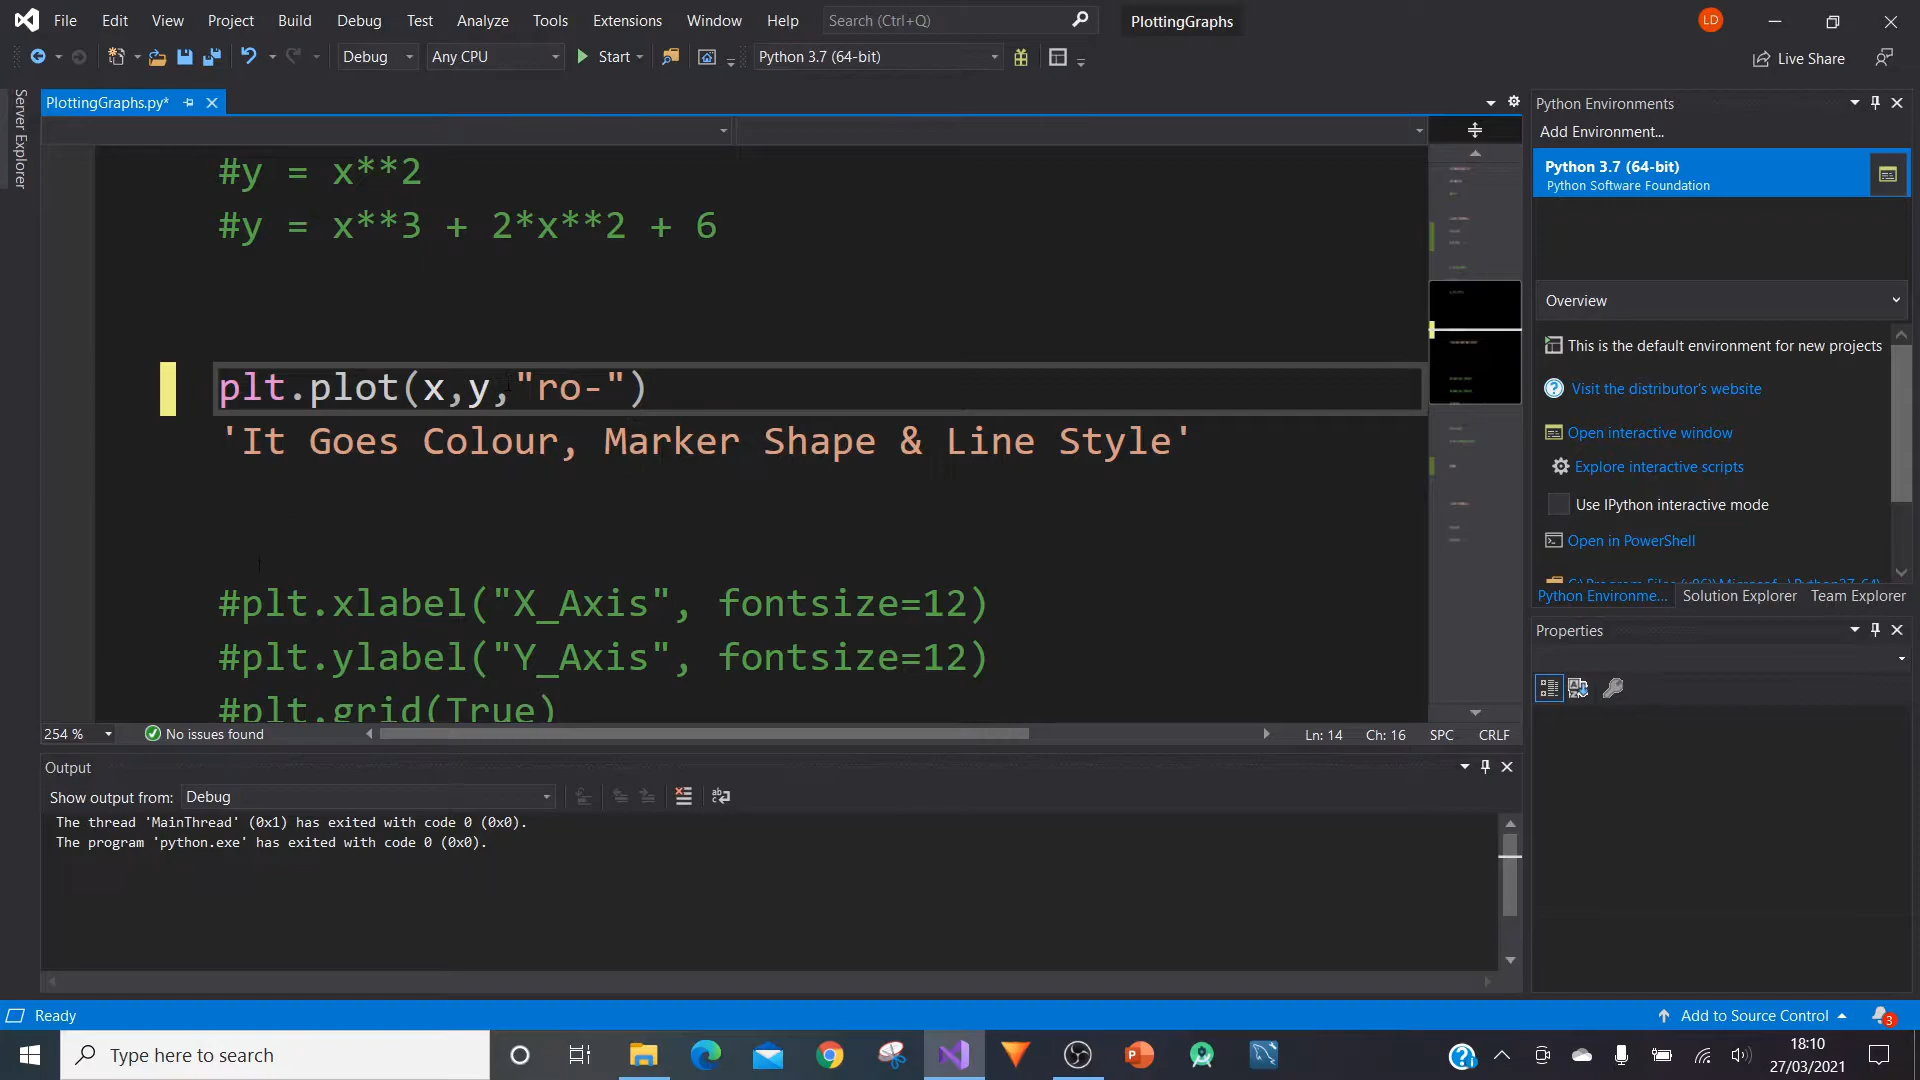 File Edit View Project Build Debug Test Analyze Tools Extensions Window Help Search (Ctrl+Q) PlottingGraphs LD
Debug Any CPU Start Python 3.7 (64-bit) Live Share
Server Explorer
PlottingGraphs.py*
#y = x**2
#y = x**3 + 2*x**2 + 6
plt.plot(x,y,"ro-")
'It Goes Colour, Marker Shape & Line Style'
#plt.xlabel("X_Axis", fontsize=12)
#plt.ylabel("Y_Axis", fontsize=12)
#plt.grid(True)
254 % No issues found Ln: 14 Ch: 16 SPC CRLF
Output
Show output from: Debug
The thread 'MainThread' (0x1) has exited with code 0 (0x0).
The program 'python.exe' has exited with code 0 (0x0).
Python Environments
Add Environment...
Python 3.7 (64-bit)
Python Software Foundation
Overview
This is the default environment for new projects
Visit the distributor's website
Open interactive window
Explore interactive scripts
Use IPython interactive mode
Open in PowerShell
Python Environme... Solution Explorer Team Explorer
Properties
Ready Add to Source Control 3
Type here to search
18:10
27/03/2021